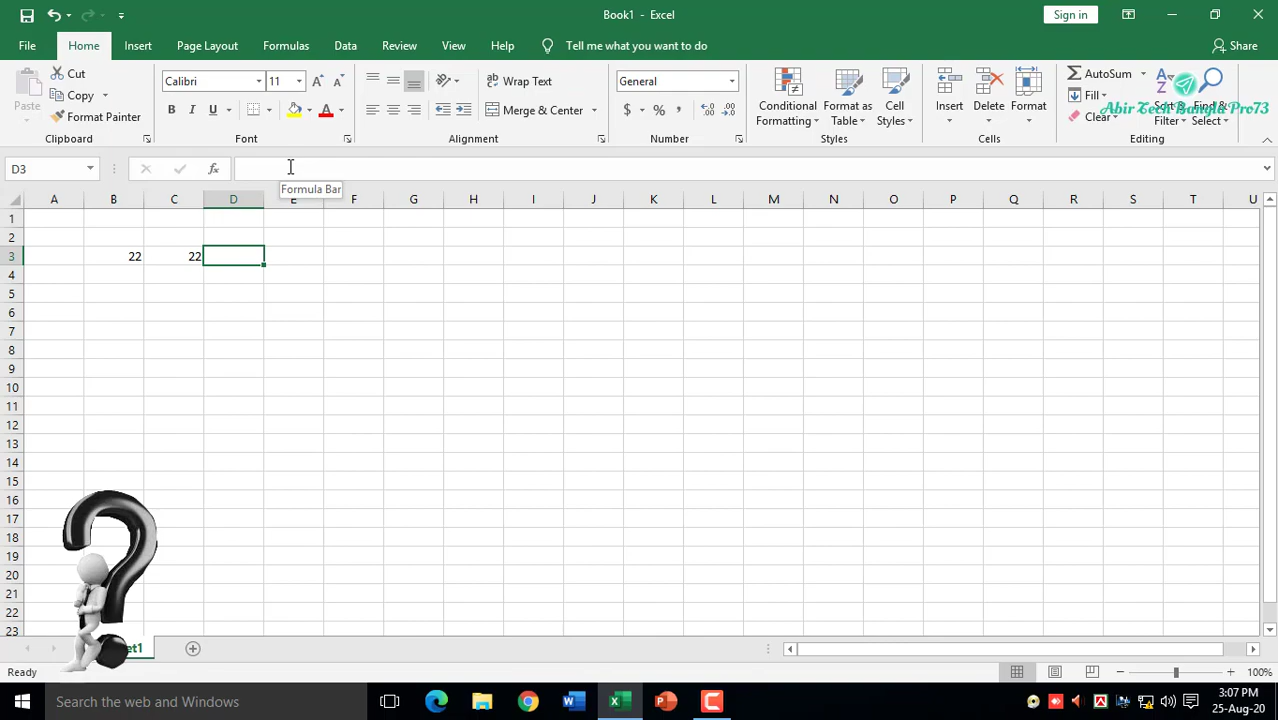 Book1 - Excel
Sign in
File Home Insert Page Layout Formulas Data Review View Help Tell me what you want to do Share
Paste
Cut
Copy
Format Painter
Clipboard
Calibri 11
B I U
Font
Wrap Text
Merge & Center
Alignment
General
$ % ,
Number
Conditional Formatting
Format as Table
Cell Styles
Styles
Insert
Delete
Format
Cells
AutoSum
Fill
Clear
Sort &
Filter
Find &
Select
Abir Tech Bangla Pro73
D3
fx
Formula Bar
A B C D E F G H I J K L M N O P Q R S T U
1
2
3 22 22
4
5
6
7
8
9
10
11
12
13
14
15
16
17
18
19
20
21
22
23
et1
Ready
100%
Search the web and Windows
3:07 PM
25-Aug-20